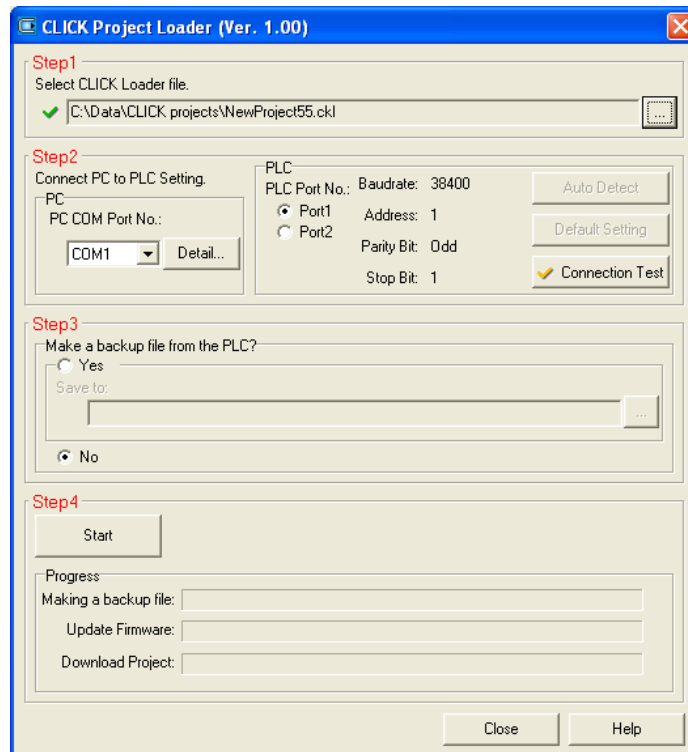 CLICK Project Loader (Ver. 1.00)
Step1
Select CLICK Loader file.
C:\Data\CLICK projects\NewProject55.ckl
...
Step2
Connect PC to PLC Setting.
PC
PC COM Port No.:
COM1
Detail...
PLC
PLC Port No.:
Port1
Port2
Baudrate: 38400
Address: 1
Parity Bit: Odd
Stop Bit: 1
Auto Detect
Default Setting
Connection Test
Step3
Make a backup file from the PLC?
Yes
Save to:
...
No
Step4
Start
Progress
Making a backup file:
Update Firmware:
Download Project:
Close
Help